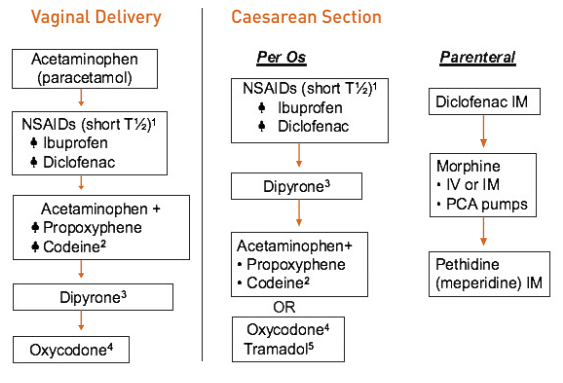 Vaginal Delivery
Acetaminophen
(paracetamol)
NSAIDs (short T½)¹
♠ Ibuprofen
♠ Diclofenac
Acetaminophen +
♠ Propoxyphene
♠ Codeine²
Dipyrone³
Oxycodone⁴
Caesarean Section
Per Os
NSAIDs (short T½)¹
♠ Ibuprofen
♠ Diclofenac
Dipyrone³
Acetaminophen+
• Propoxyphene
• Codeine²
OR
Oxycodone⁴
Tramadol⁵
Parenteral
Diclofenac IM
Morphine
• IV or IM
• PCA pumps
Pethidine
(meperidine) IM